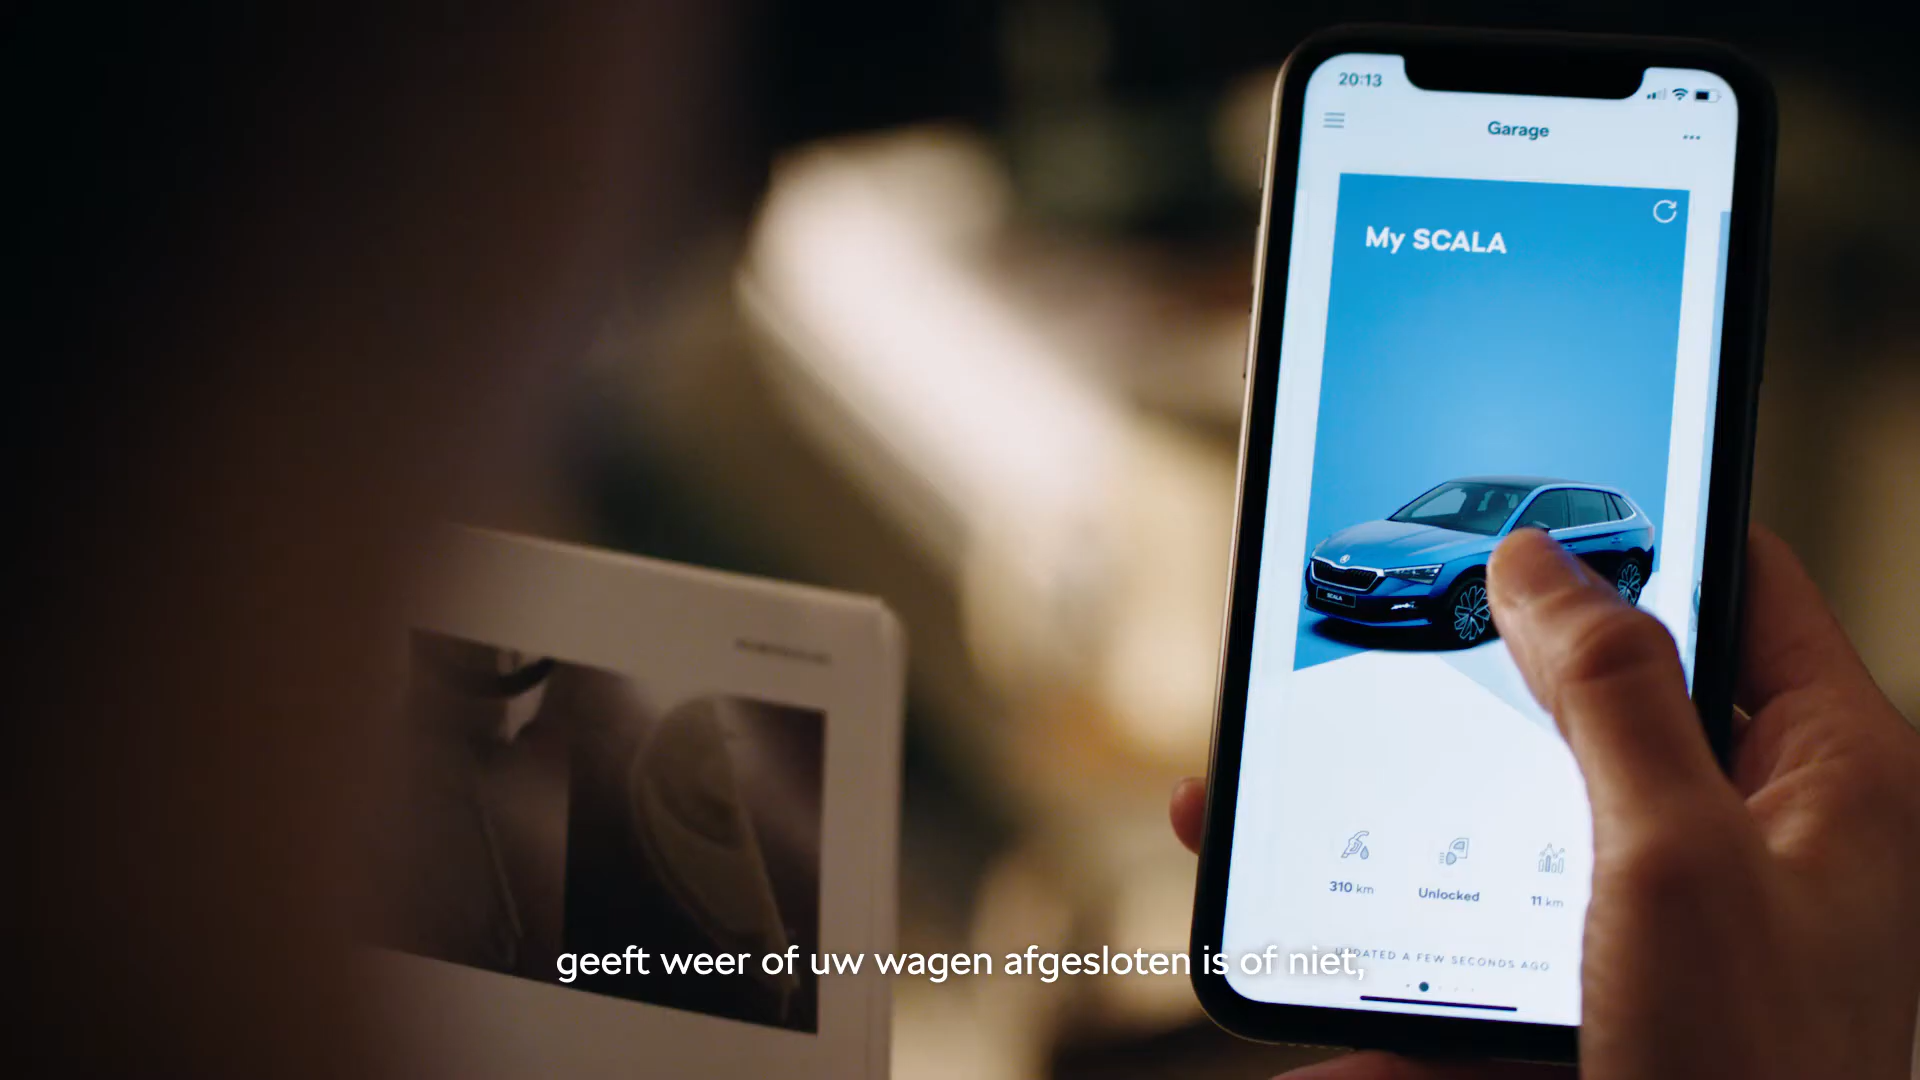 20:13
Garage
My SCALA
SCALA
310 km
Unlocked
11 km
UPDATED A FEW SECONDS AGO
geeft weer of uw wagen afgesloten is of niet,